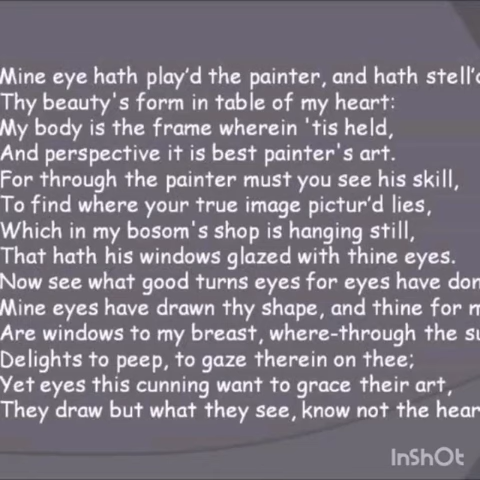 Mine eye hath play'd the painter, and hath stell'd
Thy beauty's form in table of my heart:
My body is the frame wherein 'tis held,
And perspective it is best painter's art.
For through the painter must you see his skill,
To find where your true image pictur'd lies,
Which in my bosom's shop is hanging still,
That hath his windows glazed with thine eyes.
Now see what good turns eyes for eyes have don
Mine eyes have drawn thy shape, and thine for m
Are windows to my breast, where-through the su
Delights to peep, to gaze therein on thee;
Yet eyes this cunning want to grace their art,
They draw but what they see, know not the hear
InShOt